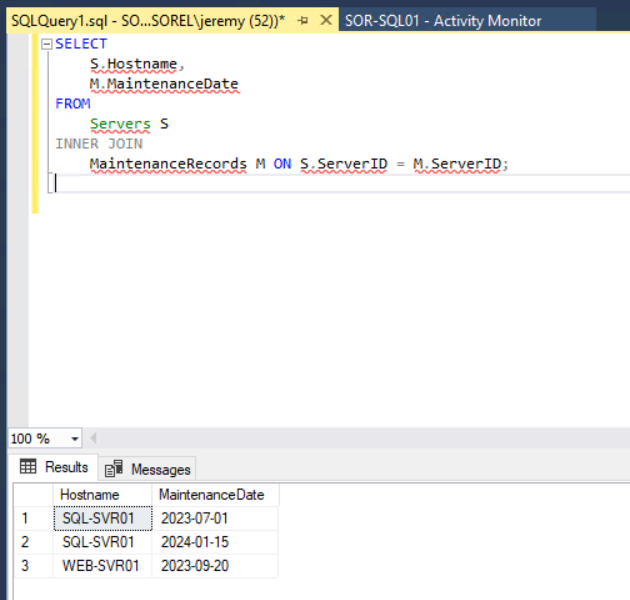 SQLQuery1.sql - SO...SOREL\jeremy (52))* SOR-SQL01 - Activity Monitor
SELECT
S.Hostname,
M.MaintenanceDate
FROM
Servers S
INNER JOIN
MaintenanceRecords M ON S.ServerID = M.ServerID;
100 %
Results Messages
Hostname MaintenanceDate
1 SQL-SVR01 2023-07-01
2 SQL-SVR01 2024-01-15
3 WEB-SVR01 2023-09-20